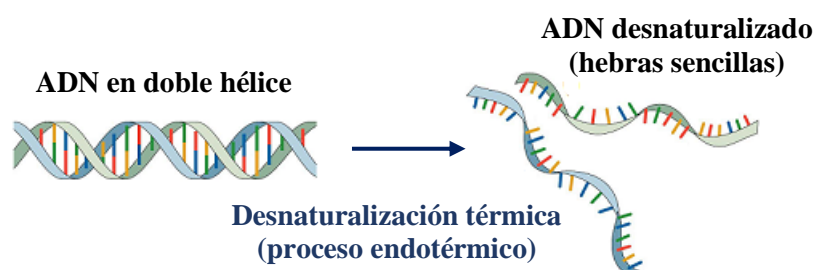 ADN en doble hélice
ADN desnaturalizado
(hebras sencillas)
Desnaturalización térmica
(proceso endotérmico)